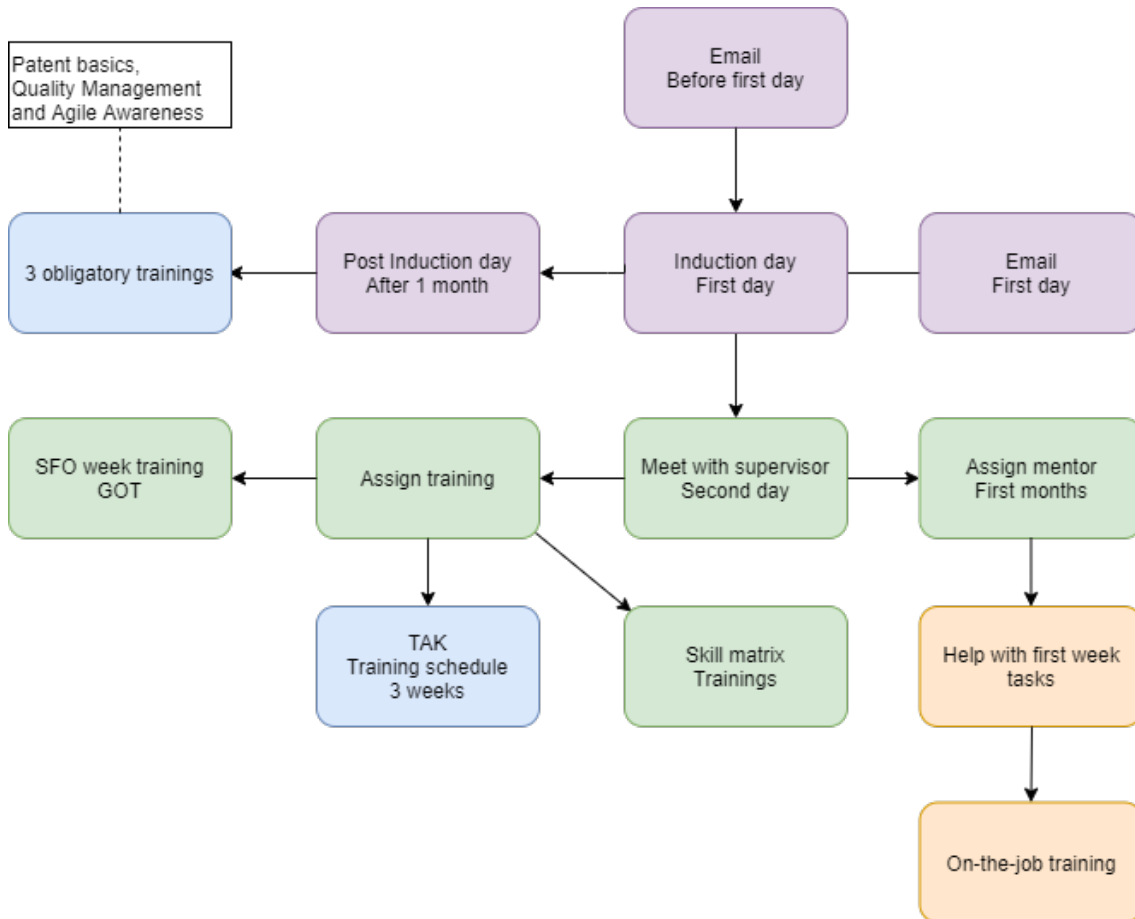 Email
Before first day
Patent basics,
Quality Management
and Agile Awareness
3 obligatory trainings
Post Induction day
After 1 month
Induction day
First day
Email
First day
SFO week training
GOT
Assign training
Meet with supervisor
Second day
Assign mentor
First months
TAK
Training schedule
3 weeks
Skill matrix
Trainings
Help with first week
tasks
On-the-job training